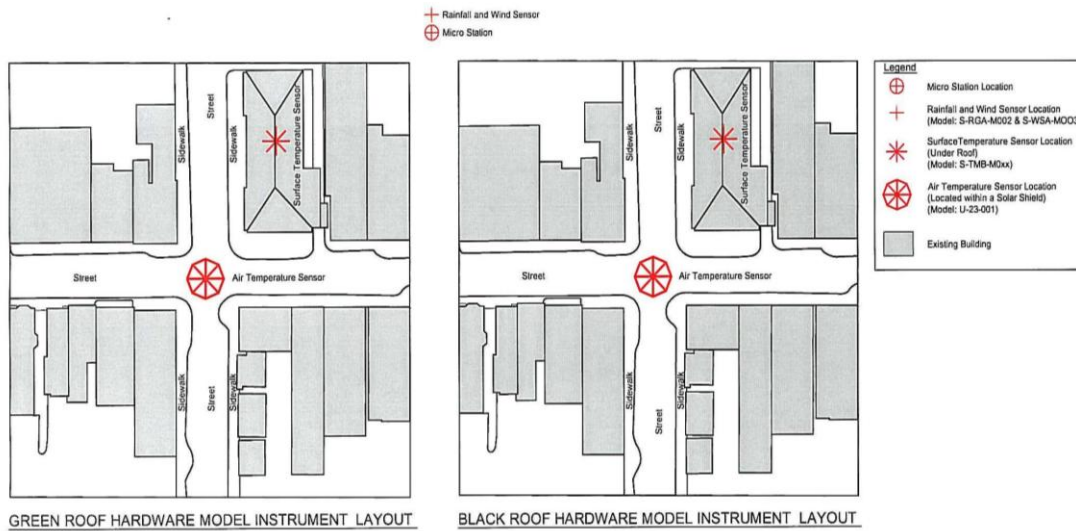 Rainfall and Wind Sensor
Micro Station
Sidewalk
Street
Sidewalk
Surface Temperature Sensor
Street
Air Temperature Sensor
Sidewalk
Street
Sidewalk
GREEN ROOF HARDWARE MODEL INSTRUMENT LAYOUT
Sidewalk
Street
Sidewalk
Surface Temperature Sensor
Street
Air Temperature Sensor
Sidewalk
Street
Sidewalk
BLACK ROOF HARDWARE MODEL INSTRUMENT LAYOUT
Legend
Micro Station Location
Rainfall and Wind Sensor Location
(Model: S-RGA-M002 & S-WSA-MOO3
SurfaceTemperature Sensor Location
(Under Roof)
(Model: S-TMB-M0xx)
Air Temperature Sensor Location
(Located within a Solar Shield)
(Model: U-23-001)
Existing Building